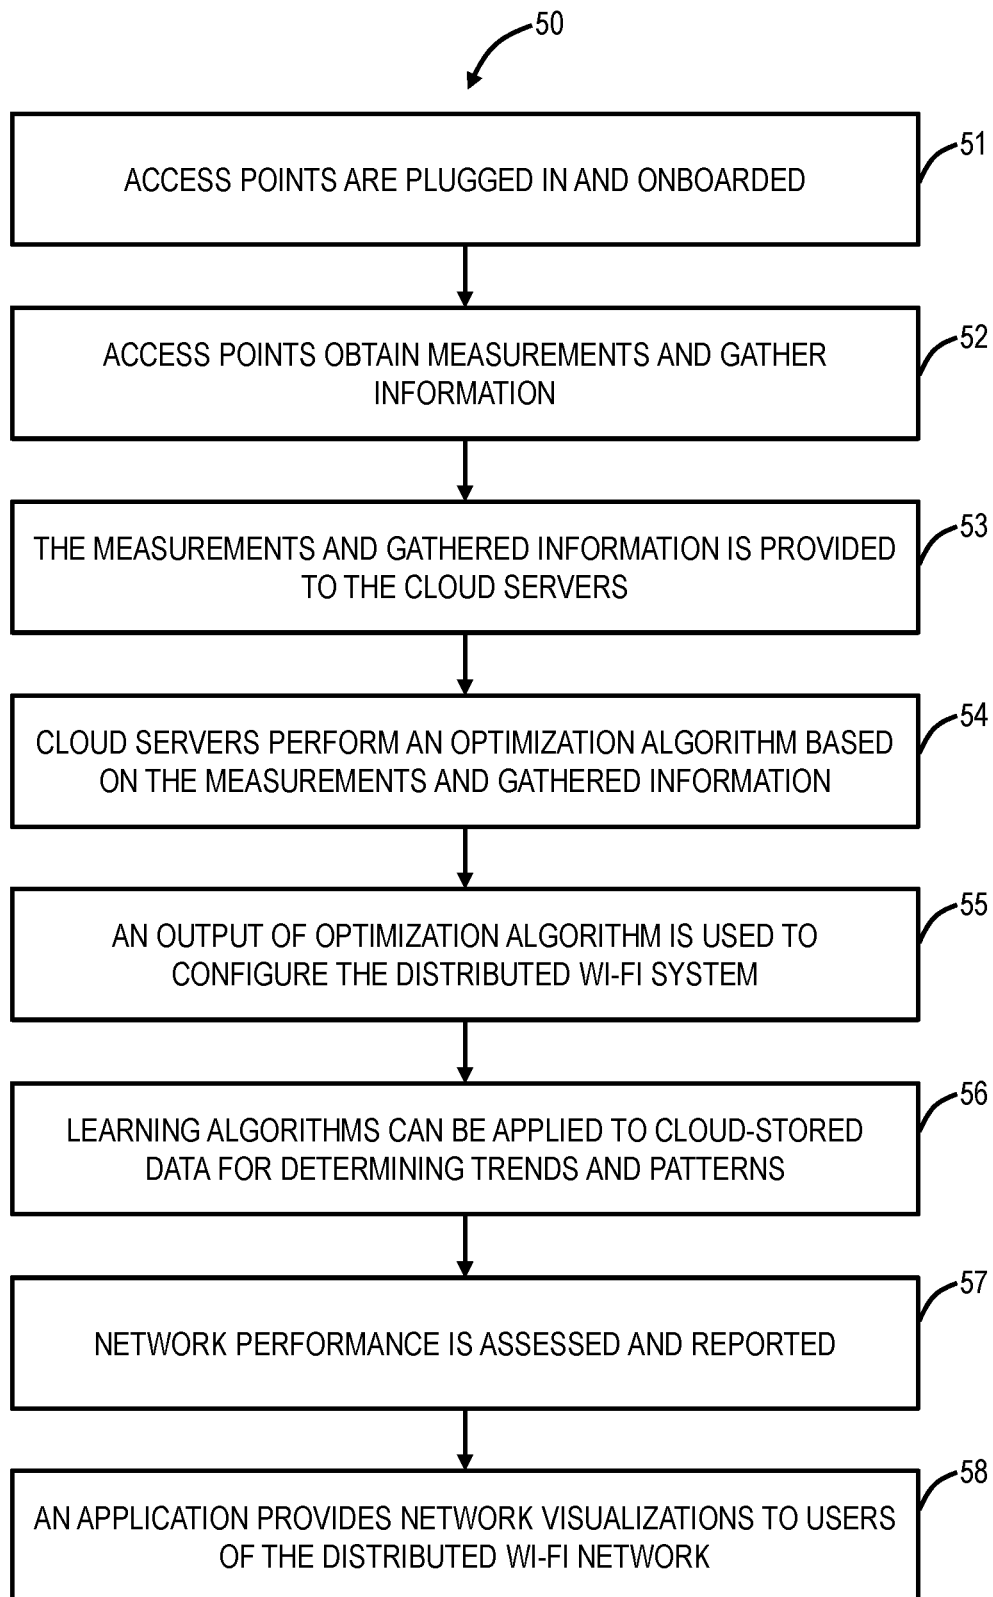 50
ACCESS POINTS ARE PLUGGED IN AND ONBOARDED
51
ACCESS POINTS OBTAIN MEASUREMENTS AND GATHER
INFORMATION
52
THE MEASUREMENTS AND GATHERED INFORMATION IS PROVIDED
TO THE CLOUD SERVERS
53
CLOUD SERVERS PERFORM AN OPTIMIZATION ALGORITHM BASED
ON THE MEASUREMENTS AND GATHERED INFORMATION
54
AN OUTPUT OF OPTIMIZATION ALGORITHM IS USED TO
CONFIGURE THE DISTRIBUTED WI-FI SYSTEM
55
LEARNING ALGORITHMS CAN BE APPLIED TO CLOUD-STORED
DATA FOR DETERMINING TRENDS AND PATTERNS
56
NETWORK PERFORMANCE IS ASSESSED AND REPORTED
57
AN APPLICATION PROVIDES NETWORK VISUALIZATIONS TO USERS
OF THE DISTRIBUTED WI-FI NETWORK
58